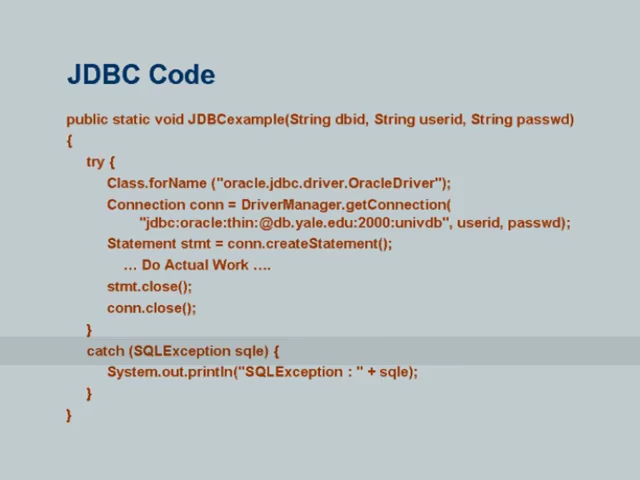 JDBC Code
public static void JDBCexample(String dbid, String userid, String passwd)
{
try {
Class.forName ("oracle.jdbc.driver.OracleDriver");
Connection conn = DriverManager.getConnection(
"jdbc:oracle:thin:@db.yale.edu:2000:univdb", userid, passwd);
Statement stmt = conn.createStatement();
… Do Actual Work ….
stmt.close();
conn.close();
}
catch (SQLException sqle) {
System.out.println("SQLException : " + sqle);
}
}